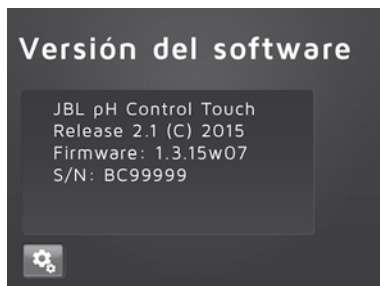 Versión del software
JBL pH Control Touch
Release 2.1 (C) 2015
Firmware: 1.3.15w07
S/N: BC99999